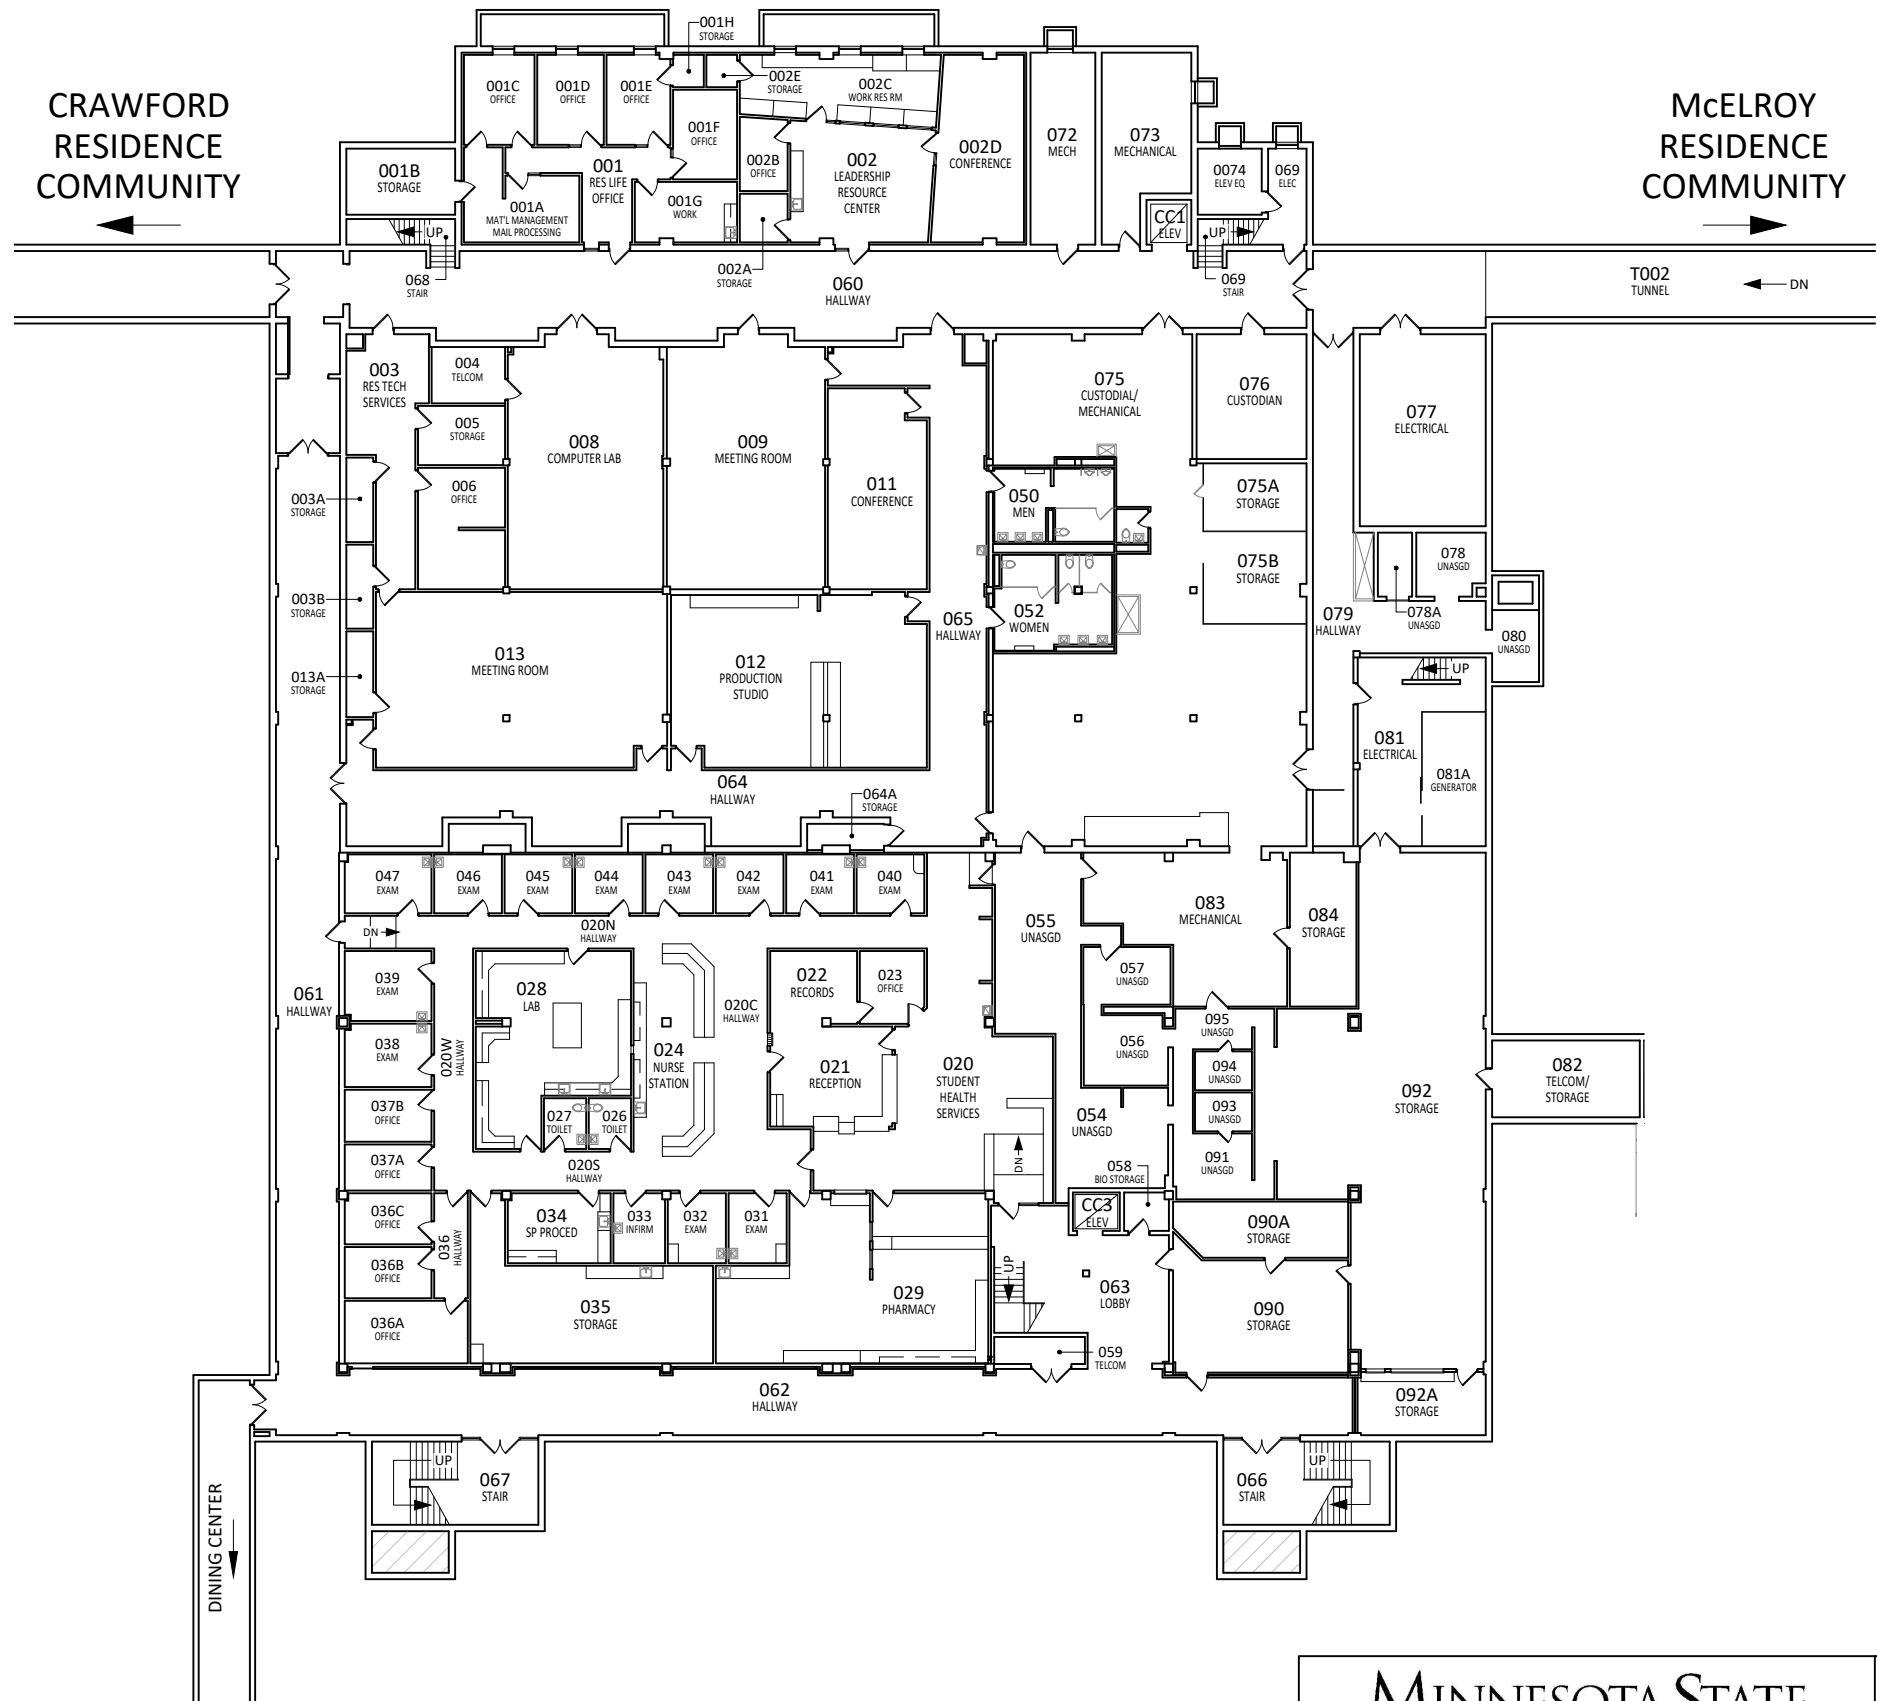 CRAWFORD
RESIDENCE
COMMUNITY
McELROY
RESIDENCE
COMMUNITY
001H
STORAGE
001C
OFFICE
001D
OFFICE
001E
OFFICE
002E
STORAGE
002C
WORK RES RM
001F
OFFICE
001B
STORAGE
001
RES LIFE
OFFICE
002B
OFFICE
002
LEADERSHIP
RESOURCE
CENTER
002D
CONFERENCE
072
MECH
073
MECHANICAL
0074
ELEV EQ
069
ELEC
001A
MAT'L MANAGEMENT
MAIL PROCESSING
001G
WORK
CC1
ELEV
UP
UP
068
STAIR
002A
STORAGE
060
HALLWAY
069
STAIR
T002
TUNNEL
DN
003
RES TECH
SERVICES
004
TELCOM
005
STORAGE
006
OFFICE
008
COMPUTER LAB
009
MEETING ROOM
011
CONFERENCE
075
CUSTODIAL/
MECHANICAL
076
CUSTODIAN
077
ELECTRICAL
003A
STORAGE
050
MEN
075A
STORAGE
075B
STORAGE
078
UNASGD
003B
STORAGE
052
WOMEN
065
HALLWAY
079
HALLWAY
078A
UNASGD
080
UNASGD
013
MEETING ROOM
012
PRODUCTION
STUDIO
013A
STORAGE
UP
081
ELECTRICAL
081A
GENERATOR
064
HALLWAY
064A
STORAGE
047
EXAM
046
EXAM
045
EXAM
044
EXAM
043
EXAM
042
EXAM
041
EXAM
040
EXAM
DN
020N
HALLWAY
055
UNASGD
083
MECHANICAL
084
STORAGE
061
HALLWAY
039
EXAM
028
LAB
020C
HALLWAY
022
RECORDS
023
OFFICE
057
UNASGD
038
EXAM
020W
HALLWAY
024
NURSE
STATION
021
RECEPTION
020
STUDENT
HEALTH
SERVICES
056
UNASGD
095
UNASGD
094
UNASGD
093
UNASGD
091
UNASGD
092
STORAGE
082
TELCOM/
STORAGE
037B
OFFICE
027
TOILET
026
TOILET
054
UNASGD
037A
OFFICE
020S
HALLWAY
DN
058
BIO STORAGE
036C
OFFICE
036
HALLWAY
034
SP PROCED
033
INFIRM
032
EXAM
031
EXAM
CC3
ELEV
090A
STORAGE
036B
OFFICE
UP
035
STORAGE
029
PHARMACY
063
LOBBY
090
STORAGE
036A
OFFICE
059
TELCOM
062
HALLWAY
092A
STORAGE
UP
067
STAIR
066
STAIR
UP
DINING CENTER
MINNESOTA STATE